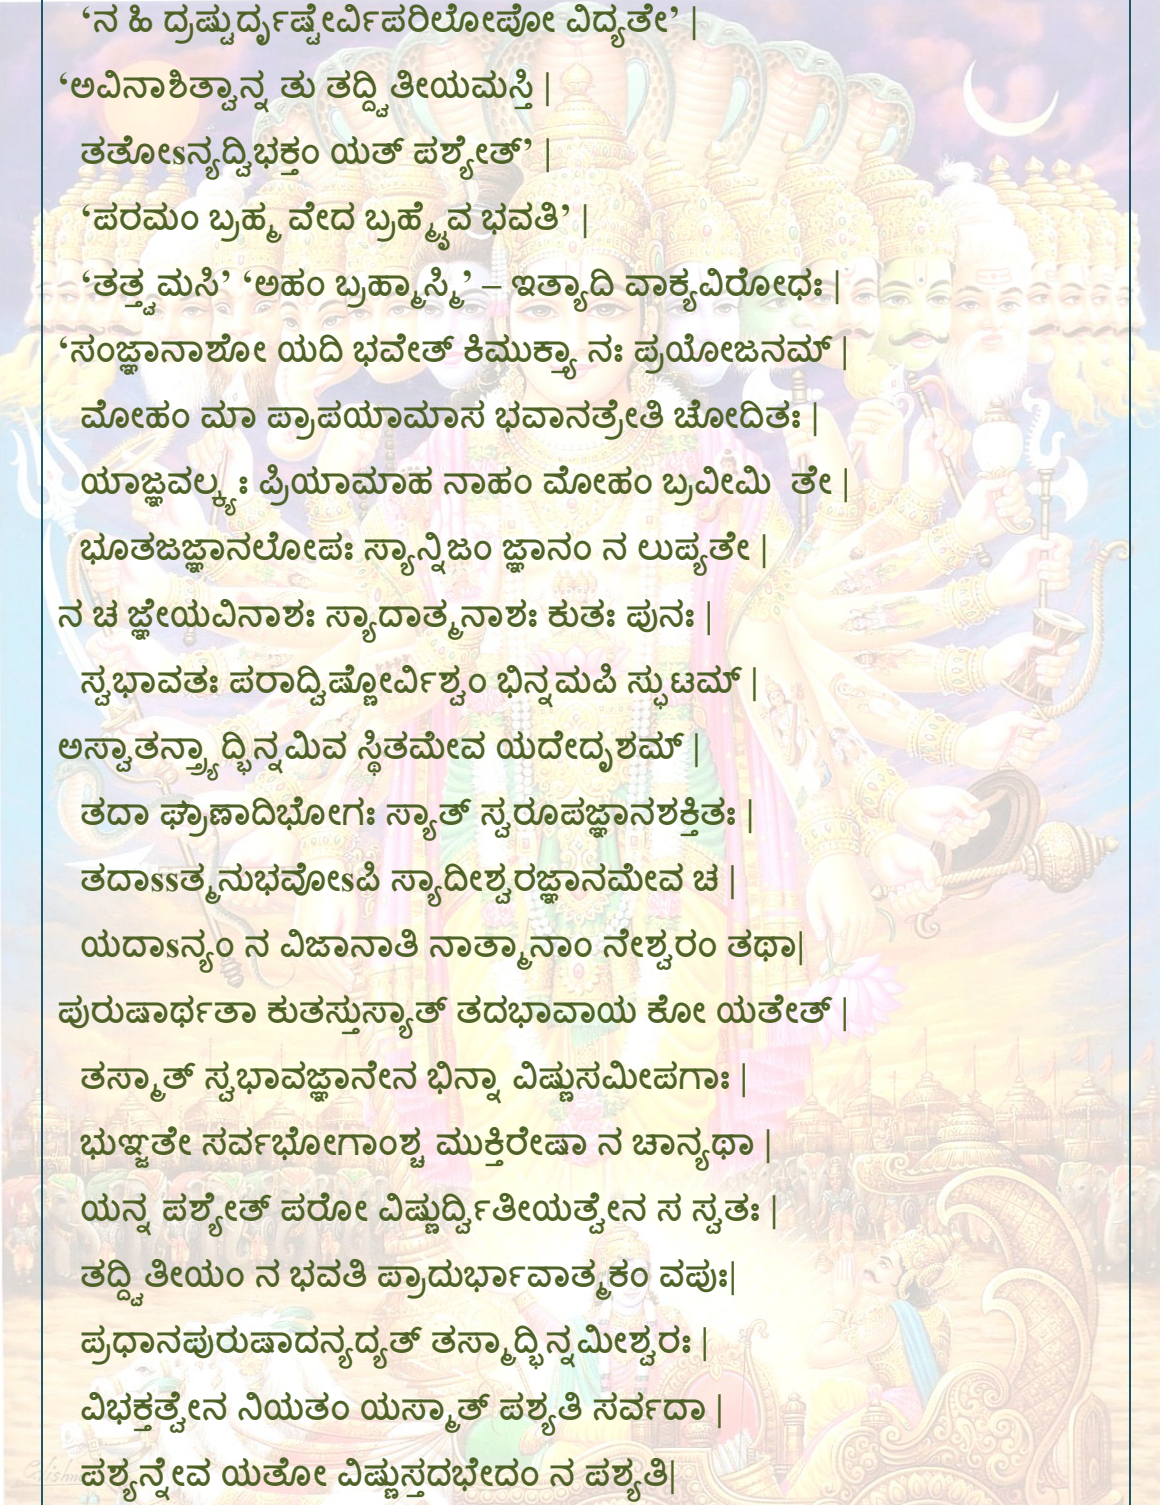 ‘ನ ಹಿ ದ್ರಷ್ಟುರ್ದೃಷ್ಟೇರ್ವಿಪರಿಲೋಪೋ ವಿದ್ಯತೇ’ |
‘ಅವಿನಾಶಿತ್ವಾನ್ನ ತು ತದ್ದ್ವಿತೀಯಮಸ್ತಿ |
ತತೋsನ್ಯದ್ವಿಭಕ್ತಂ ಯತ್ ಪಶ್ಯೇತ್’ |
‘ಪರಮಂ ಬ್ರಹ್ಮ ವೇದ ಬ್ರಹ್ಮೈವ ಭವತಿ’ |
‘ತತ್ತ್ವಮಸಿ’ ‘ಅಹಂ ಬ್ರಹ್ಮಾಸ್ಮಿ’ – ಇತ್ಯಾದಿ ವಾಕ್ಯವಿರೋಧಃ |
‘ಸಂಜ್ಞಾನಾಶೋ ಯದಿ ಭವೇತ್ ಕಿಮುಕ್ತ್ಯಾ ನಃ ಪ್ರಯೋಜನಮ್ |
ಮೋಹಂ ಮಾ ಪ್ರಾಪಯಾಮಾಸ ಭವಾನತ್ರೇತಿ ಚೋದಿತಃ |
ಯಾಜ್ಞವಲ್ಕ್ಯಃ ಪ್ರಿಯಾಮಾಹ ನಾಹಂ ಮೋಹಂ ಬ್ರವೀಮಿ ತೇ |
ಭೂತಜಜ್ಞಾನಲೋಪಃ ಸ್ಯಾನ್ನಿಜಂ ಜ್ಞಾನಂ ನ ಲುಪ್ಯತೇ |
ನ ಚ ಜ್ಞೇಯವಿನಾಶಃ ಸ್ಯಾದಾತ್ಮನಾಶಃ ಕುತಃ ಪುನಃ |
ಸ್ವಭಾವತಃ ಪರಾದ್ವಿಷ್ಣೋರ್ವಿಶ್ವಂ ಭಿನ್ನಮಪಿ ಸ್ಫುಟಮ್ |
ಅಸ್ವಾತನ್ತ್ರ್ಯಾದ್ಭಿನ್ನಮಿವ ಸ್ಥಿತಮೇವ ಯದೇದೃಶಮ್ |
ತದಾ ಘ್ರಾಣಾದಿಭೋಗಃ ಸ್ಯಾತ್ ಸ್ವರೂಪಜ್ಞಾನಶಕ್ತಿತಃ |
ತದಾssತ್ಮನುಭವೋsಪಿ ಸ್ಯಾದೀಶ್ವರಜ್ಞಾನಮೇವ ಚ |
ಯದಾsನ್ಯಂ ನ ವಿಜಾನಾತಿ ನಾತ್ಮಾನಾಂ ನೇಶ್ವರಂ ತಥಾ|
ಪುರುಷಾರ್ಥತಾ ಕುತಸ್ತುಸ್ಯಾತ್ ತದಭಾವಾಯ ಕೋ ಯತೇತ್ |
ತಸ್ಮಾತ್ ಸ್ವಭಾವಜ್ಞಾನೇನ ಭಿನ್ನಾ ವಿಷ್ಣುಸಮೀಪಗಾಃ |
ಭುಞ್ಜತೇ ಸರ್ವಭೋಗಾಂಶ್ಚ ಮುಕ್ತಿರೇಷಾ ನ ಚಾನ್ಯಥಾ |
ಯನ್ನ ಪಶ್ಯೇತ್ ಪರೋ ವಿಷ್ಣುರ್ದ್ವಿತೀಯತ್ವೇನ ಸ ಸ್ವತಃ |
ತದ್ದ್ವಿತೀಯಂ ನ ಭವತಿ ಪ್ರಾದುರ್ಭಾವಾತ್ಮಕಂ ವಪುಃ|
ಪ್ರಧಾನಪುರುಷಾದನ್ಯದ್ಯತ್ ತಸ್ಮಾದ್ಭಿನ್ನಮೀಶ್ವರಃ |
ವಿಭಕ್ತತ್ವೇನ ನಿಯತಂ ಯಸ್ಮಾತ್ ಪಶ್ಯತಿ ಸರ್ವದಾ |
ಪಶ್ಯನ್ನೇವ ಯತೋ ವಿಷ್ಣುಸ್ತದಭೇದಂ ನ ಪಶ್ಯತಿ|